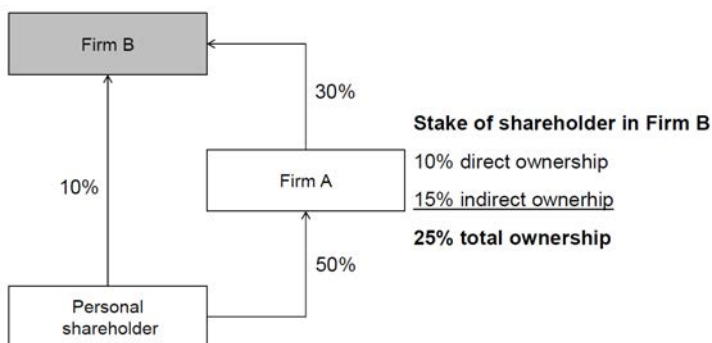 Firm B
30%
Stake of shareholder in Firm B
10% direct ownership
10%
Firm A
15% indirect ownerhip
25% total ownership
50%
Personal
shareholder